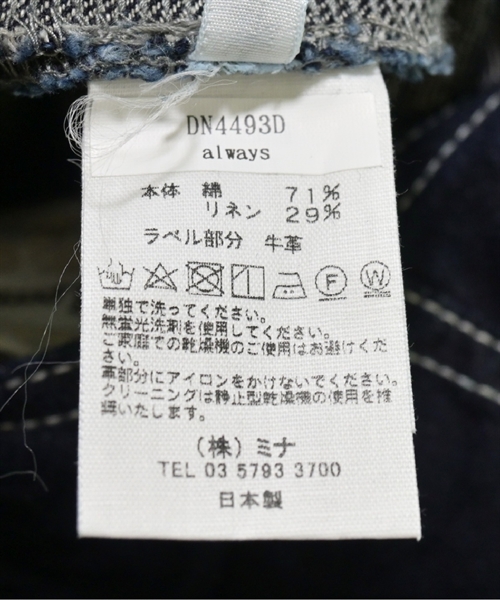 DN4493D
always
本体 綿 71%
リネン 29%
ラベル部分 牛革
F W
単独で洗ってください。
無蛍光洗剤を使用してください。
ご家庭での乾燥機のご使用はお避けくだ
さい。
革部分にアイロンをかけないでください。
クリーニングは静止型乾燥機の使用を推
奨いたします。
(株)ミナ
TEL 03 5793 3700
日本製